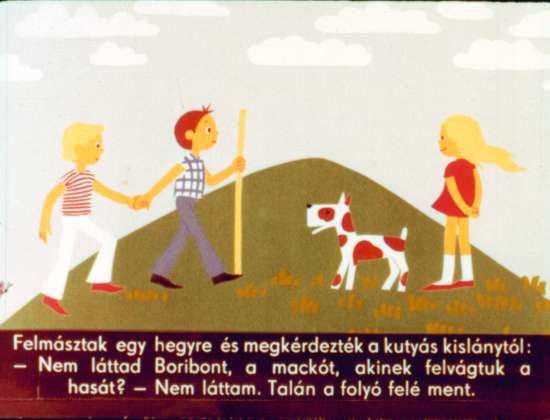 Felmásztak egy hegyre és megkérdezték a kutyás kislánytól:
– Nem láttad Boribont, a mackót, akinek felvágtuk a
hasát? – Nem láttam. Talán a folyó felé ment.